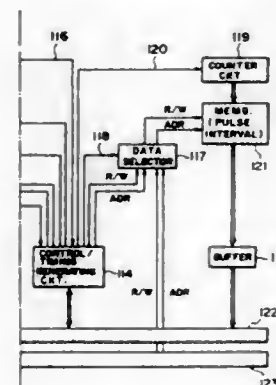 116
119
120
COUNTER
CKT.
R/W
MEMS.
(PULSE
INTERVAL)
ADR
118
DATA
SELECTOR
117
121
R/W
ADR
CONTROL/
TIMING
GENERATING
CKT.
114
BUFFER
R/W
ADR
122